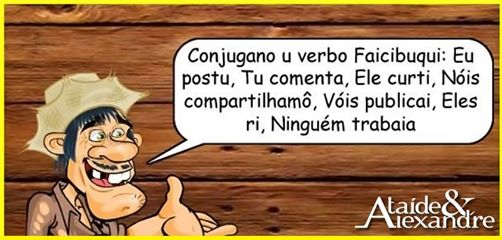 Conjugano u verbo Faicibuqui: Eu
postu, Tu comenta, Ele curti, Nóis
compartilhamô, Vóis publicai, Eles
ri, Ninguém trabaia
Ataíde &
Alexandre